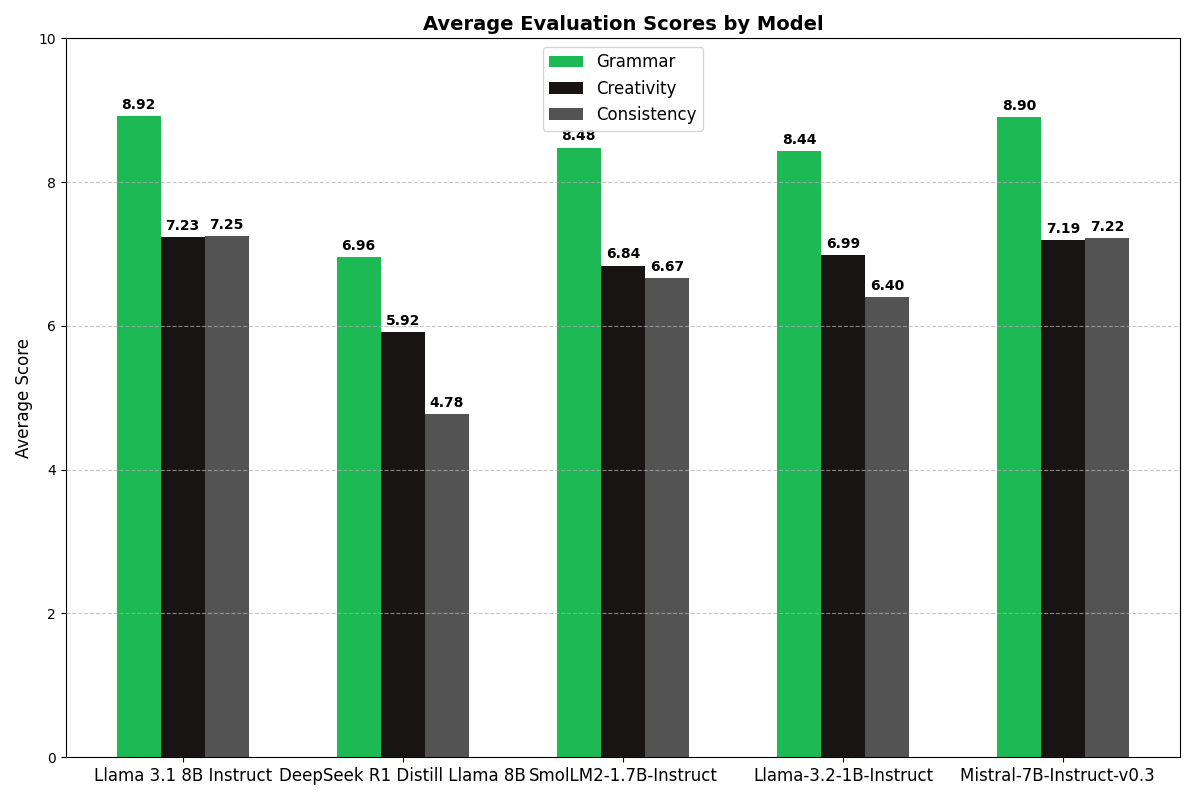 Average Evaluation Scores by Model
Grammar
Creativity
Consistency
Average Score
10
8
6
4
2
0
8.92
7.23
7.25
6.96
5.92
4.78
8.48
6.84
6.67
8.44
6.99
6.40
8.90
7.19
7.22
Llama 3.1 8B Instruct
DeepSeek R1 Distill Llama 8B
SmolLM2-1.7B-Instruct
Llama-3.2-1B-Instruct
Mistral-7B-Instruct-v0.3